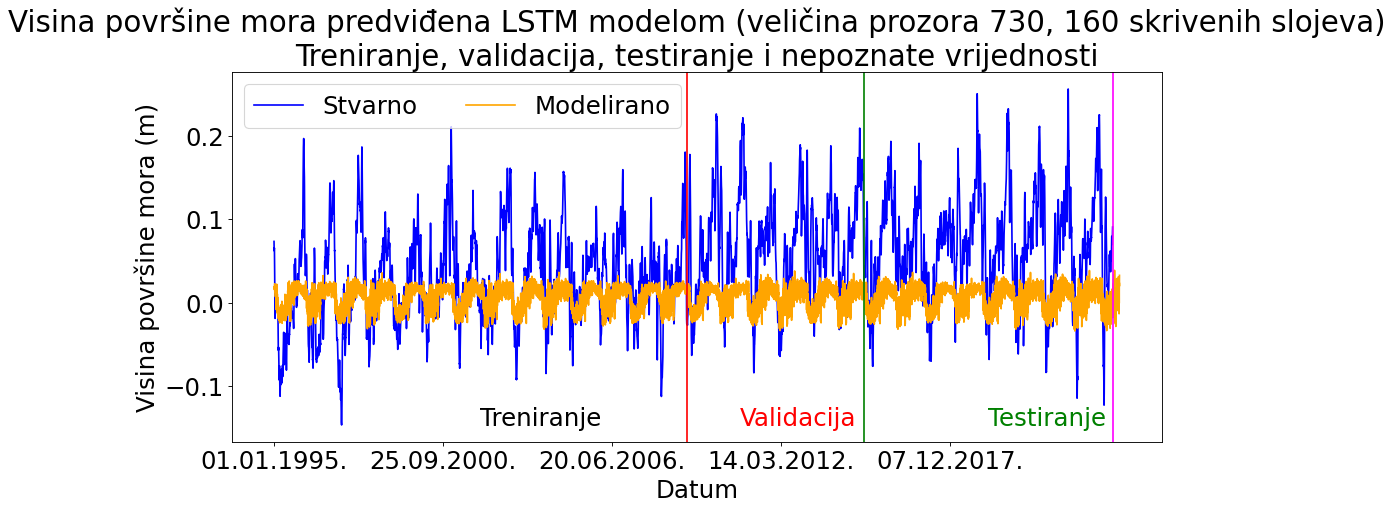 Visina površine mora predviđena LSTM modelom (veličina prozora 730, 160 skrivenih slojeva)
Treniranje, validacija, testiranje i nepoznate vrijednosti
Stvarno
Modelirano
Visina površine mora (m)
0.2
0.1
0.0
−0.1
Treniranje
Validacija
Testiranje
01.01.1995.
25.09.2000.
20.06.2006.
14.03.2012.
07.12.2017.
Datum